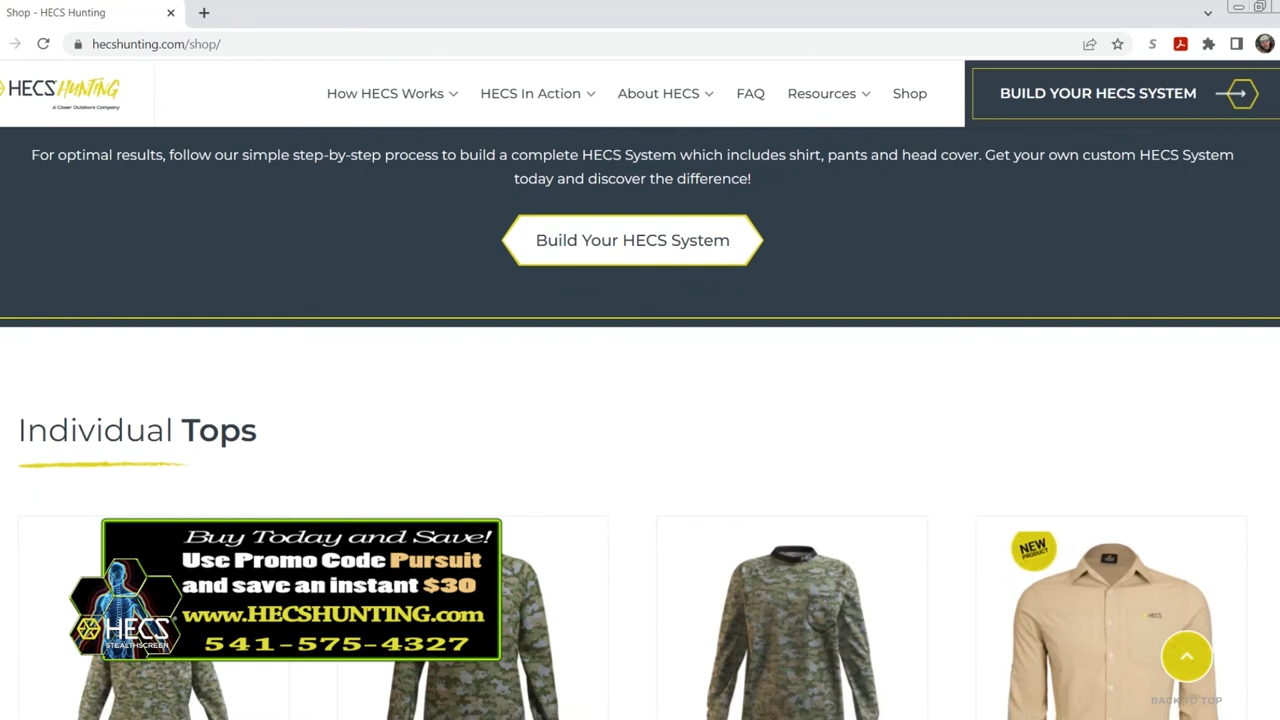 Shop - HECS Hunting
hecshunting.com/shop/
HECS HUNTING
A Closer Outdoors Company
How HECS Works
HECS In Action
About HECS
FAQ
Resources
Shop
BUILD YOUR HECS SYSTEM
For optimal results, follow our simple step-by-step process to build a complete HECS System which includes shirt, pants and head cover. Get your own custom HECS System
today and discover the difference!
Build Your HECS System
Individual Tops
Buy Today and Save!
Use Promo Code Pursuit
and save an instant $30
www.HECSHUNTING.com
541-575-4327
HECS
STEALTHSCREEN
NEW
PRODUCT
HECS
BACK TO TOP